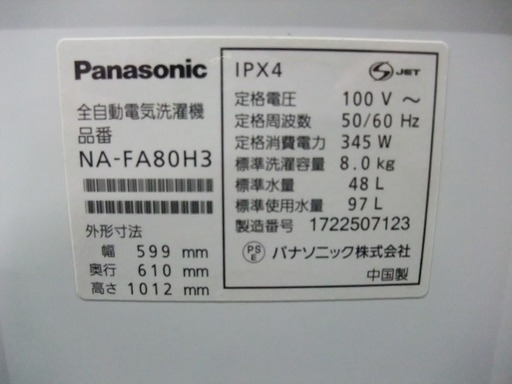 Panasonic
全自動電気洗濯機
品番
NA-FA80H3
外形寸法
幅 599 mm
奥行 610 mm
高さ 1012 mm
IPX4
JET
定格電圧 100 V ~
定格周波数 50/60 Hz
定格消費電力 345 W
標準洗濯容量 8.0kg
標準水量 48 L
標準使用水量 97 L
製造番号 1722507123
PS
E
パナソニック株式会社
中国製